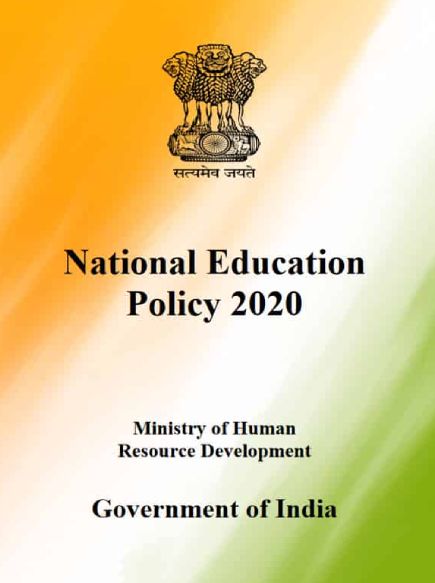 सत्यमेव जयते
National Education
Policy 2020
Ministry of Human
Resource Development
Government of India